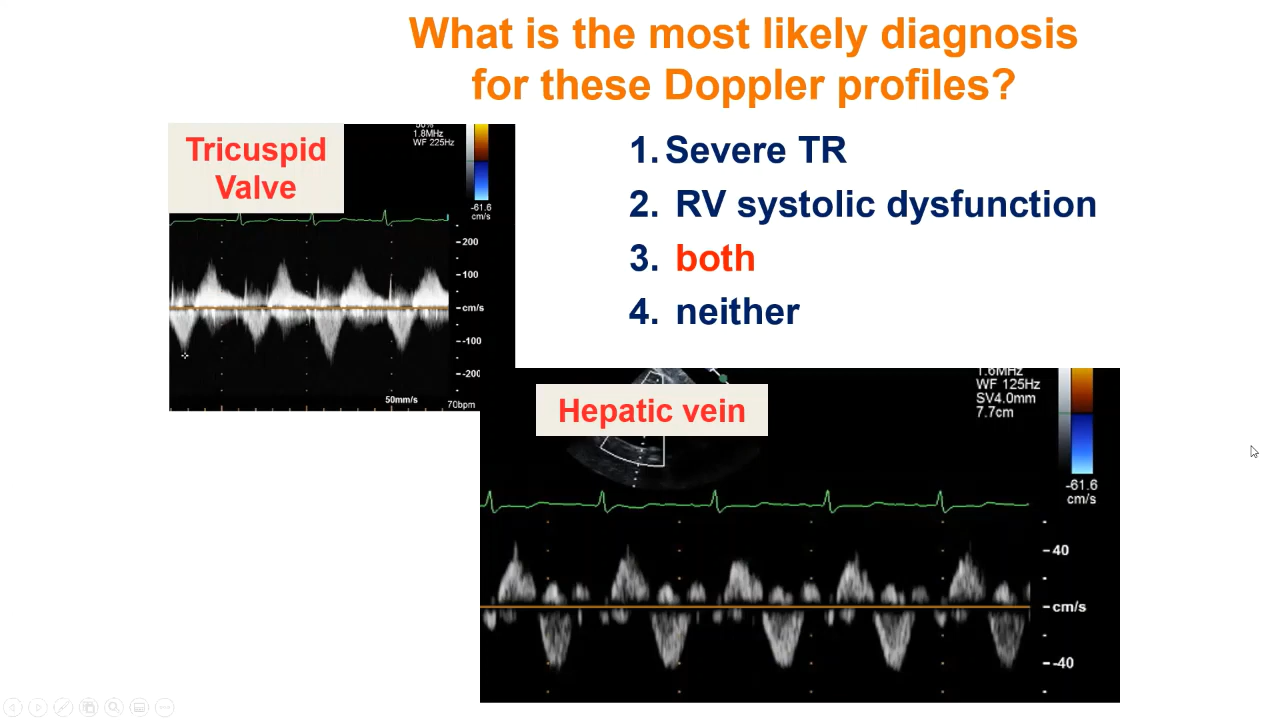 What is the most likely diagnosis
for these Doppler profiles?
Tricuspid
Valve
1.8MHz
WF 225Hz
-61.6
cm/s
200
100
cm/s
-100
50mm/s
70bpm
1. Severe TR
2. RV systolic dysfunction
3. both
4. neither
Hepatic vein
1.6MHz
WF 125Hz
SV4.0mm
7.7cm
-61.6
cm/s
40
cm/s
-40